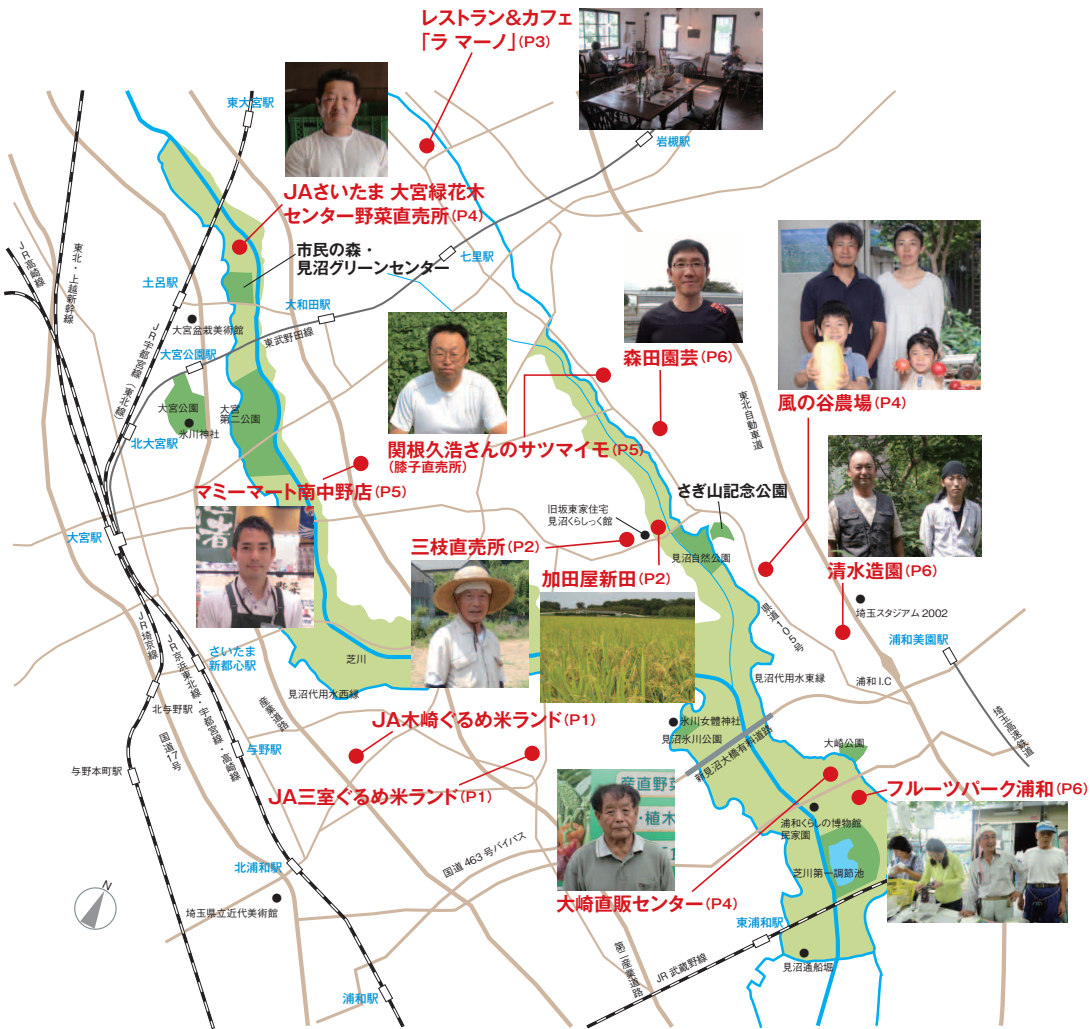 レストラン&カフェ
「ラ マーノ」(P3)
東大宮駅
岩槻駅
JAさいたま 大宮緑花木
センター野菜直売所(P4)
市民の森・
見沼グリーンセンター
七里駅
JR高崎線
東北・上越新幹線
土呂駅
大和田駅
大宮盆栽美術館
東武野田線
JR宇都宮線(東北線)
大宮公園駅
森田園芸(P6)
風の谷農場(P4)
東北自動車道
大宮公園
大宮
第二公園
氷川神社
北大宮駅
関根久浩さんのサツマイモ(P5)
(膝子直売所)
マミーマート南中野店(P5)
さぎ山記念公園
旧坂東家住宅
見沼くらしっく館
大宮駅
三枝直売所(P2)
見沼自然公園
加田屋新田(P2)
清水造園(P6)
埼玉スタジアム2002
県道105号
浦和美園駅
JR埼京線
JR京浜東北線・宇都宮線・高崎線
さいたま
新都心駅
芝川
見沼代用水西縁
見沼代用水東縁
浦和I.C
産業道路
北与野駅
国道17号
JA木崎ぐるめ米ランド(P1)
氷川女體神社
見沼氷川公園
新見沼大橋有料道路
埼玉高速鉄道
与野駅
大崎公園
与野本町駅
JA三室ぐるめ米ランド(P1)
フルーツパーク浦和(P6)
産直野菜
・植木
浦和くらしの博物館
民家園
国道463号バイパス
北浦和駅
芝川第一調節池
N
埼玉県立近代美術館
大崎直販センター(P4)
東浦和駅
第二産業道路
JR武蔵野線
見沼通船堀
浦和駅